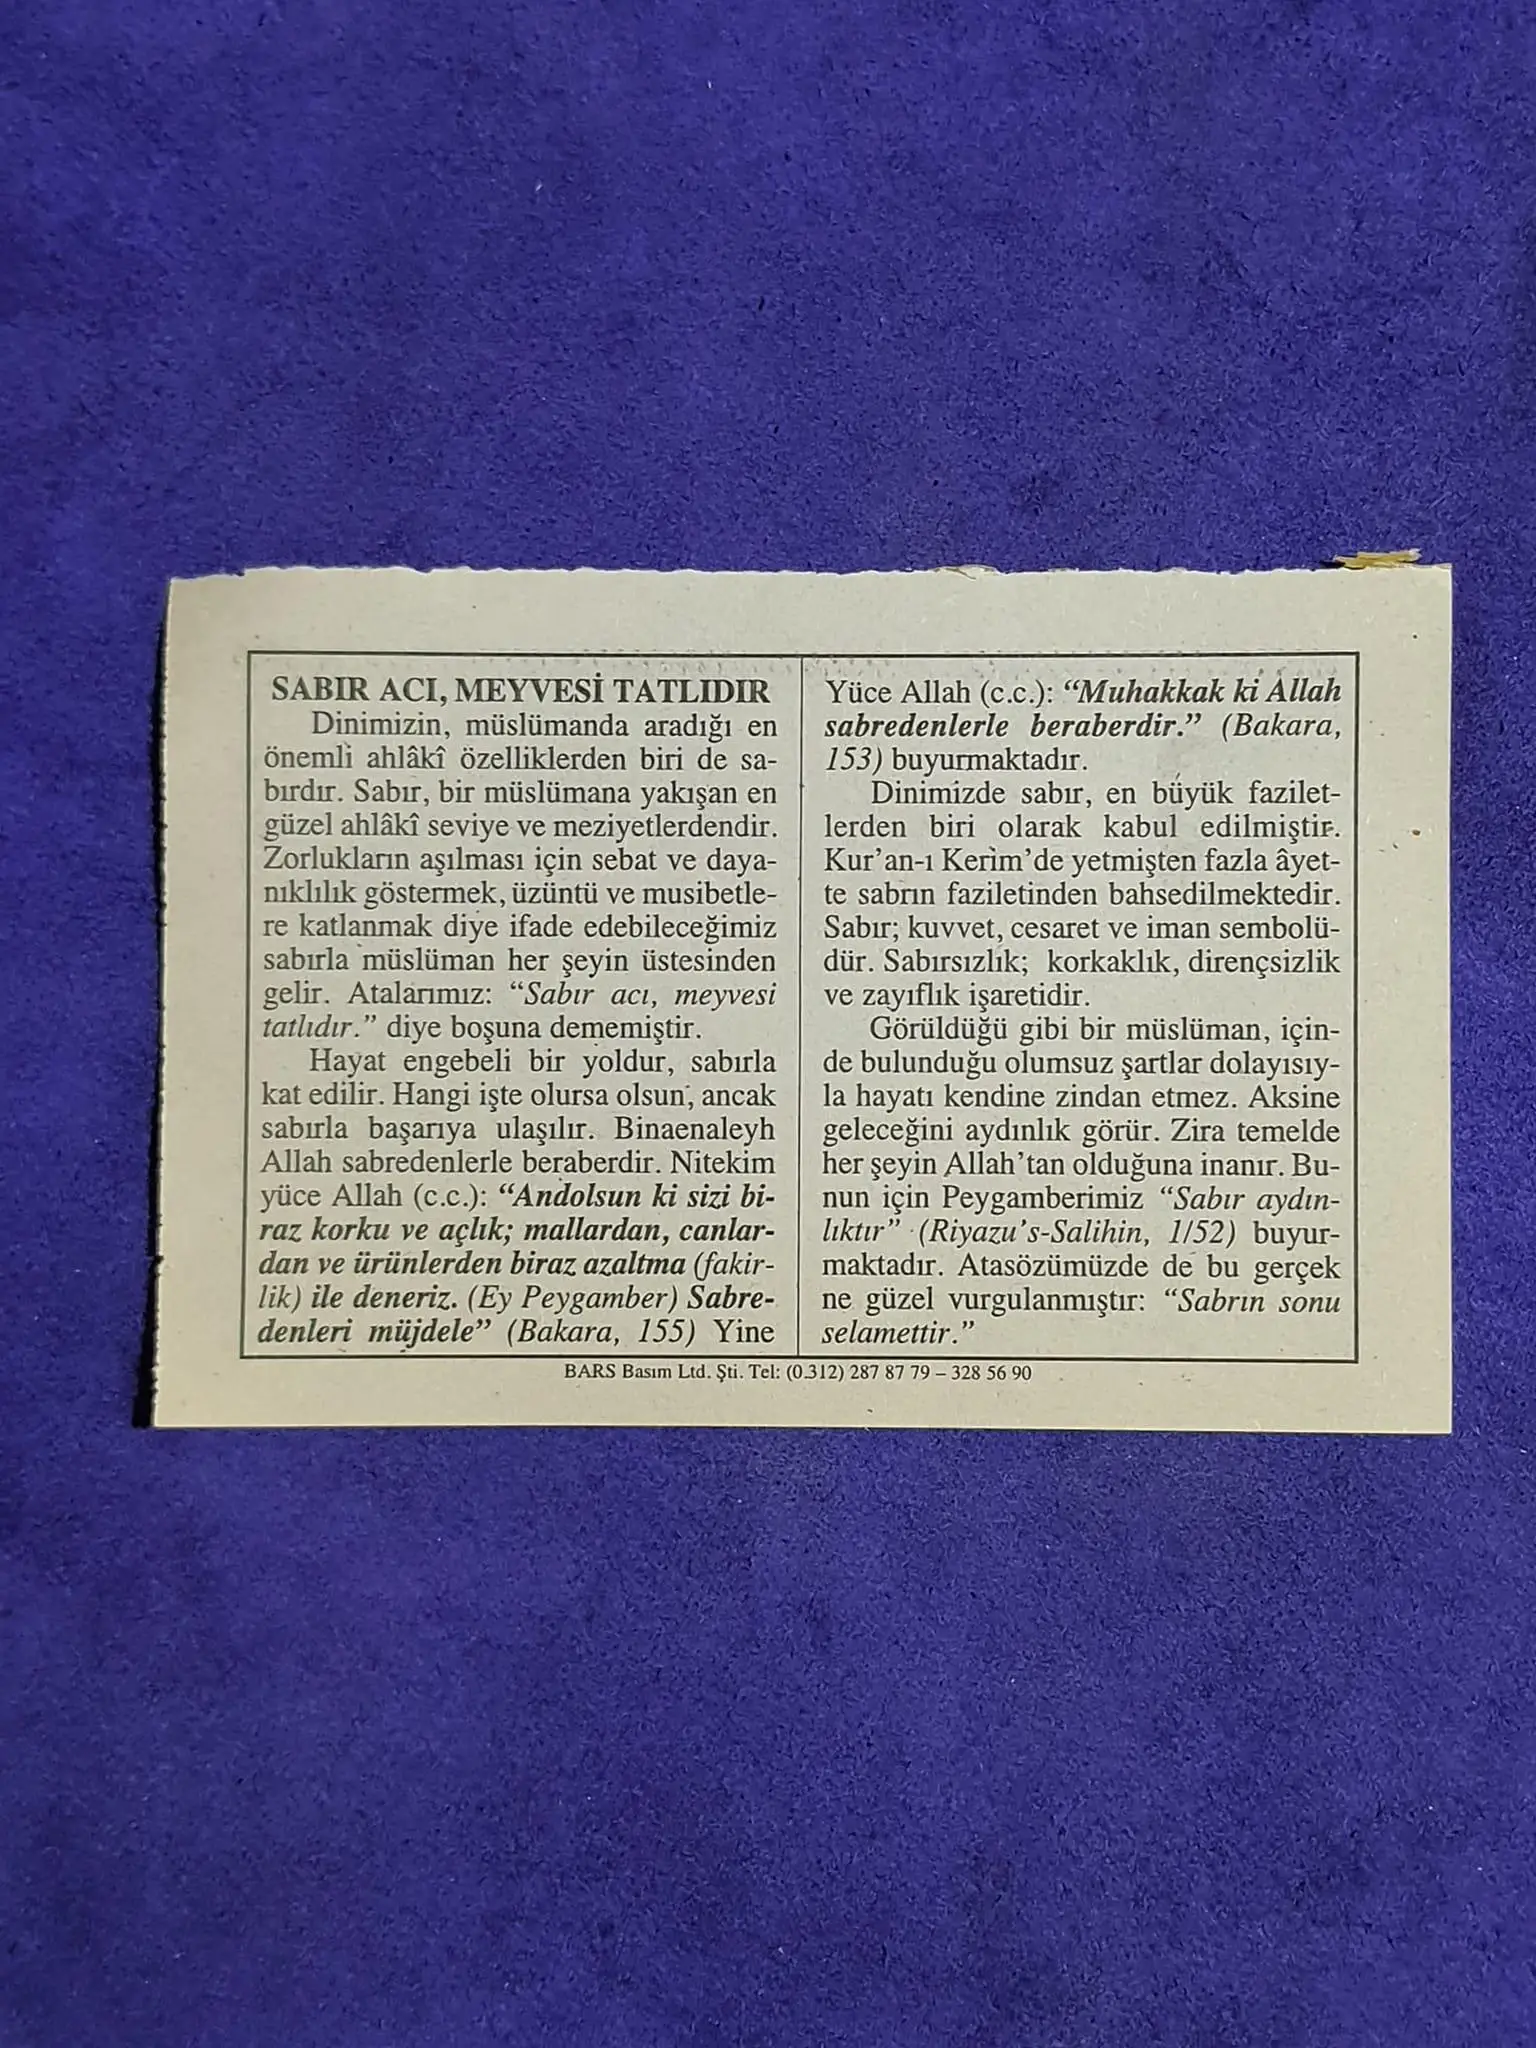 SABIR ACI, MEYVESİ TATLIDIR
Dinimizin, müslümanda aradığı en
önemli ahlâkî özelliklerden biri de sa-
bırdır. Sabır, bir müslümana yakışan en
güzel ahlâkî seviye ve meziyetlerdendir.
Zorlukların aşılması için sebat ve daya-
nıklılık göstermek, üzüntü ve musibetle-
re katlanmak diye ifade edebileceğimiz
sabırla müslüman her şeyin üstesinden
gelir. Atalarımız: “Sabır acı, meyvesi
tatlıdır.” diye boşuna dememiştir.
Hayat engebeli bir yoldur, sabırla
kat edilir. Hangi işte olursa olsun, ancak
sabırla başarıya ulaşılır. Binaenaleyh
Allah sabredenlerle beraberdir. Nitekim
yüce Allah (c.c.): “Andolsun ki sizi bi-
raz korku ve açlık; mallardan, canlar-
dan ve ürünlerden biraz azaltma (fakir-
lik) ile deneriz. (Ey Peygamber) Sabre-
denleri müjdele” (Bakara, 155) Yine
Yüce Allah (c.c.): “Muhakkak ki Allah
sabredenlerle beraberdir.” (Bakara,
153) buyurmaktadır.
Dinimizde sabır, en büyük fazilet-
lerden biri olarak kabul edilmiştir.
Kur’an-ı Kerim’de yetmişten fazla âyet-
te sabrın faziletinden bahsedilmektedir.
Sabır; kuvvet, cesaret ve iman sembolü-
dür. Sabırsızlık; korkaklık, dirençsizlik
ve zayıflık işaretidir.
Görüldüğü gibi bir müslüman, için-
de bulunduğu olumsuz şartlar dolayısıy-
la hayatı kendine zindan etmez. Aksine
geleceğini aydınlık görür. Zira temelde
her şeyin Allah’tan olduğuna inanır. Bu-
nun için Peygamberimiz “Sabır aydın-
lıktır” (Riyazu’s-Salihin, 1/52) buyur-
maktadır. Atasözümüzde de bu gerçek
ne güzel vurgulanmıştır: “Sabrın sonu
selamettir.”
BARS Basım Ltd. Şti. Tel: (0.312) 287 87 79 – 328 56 90